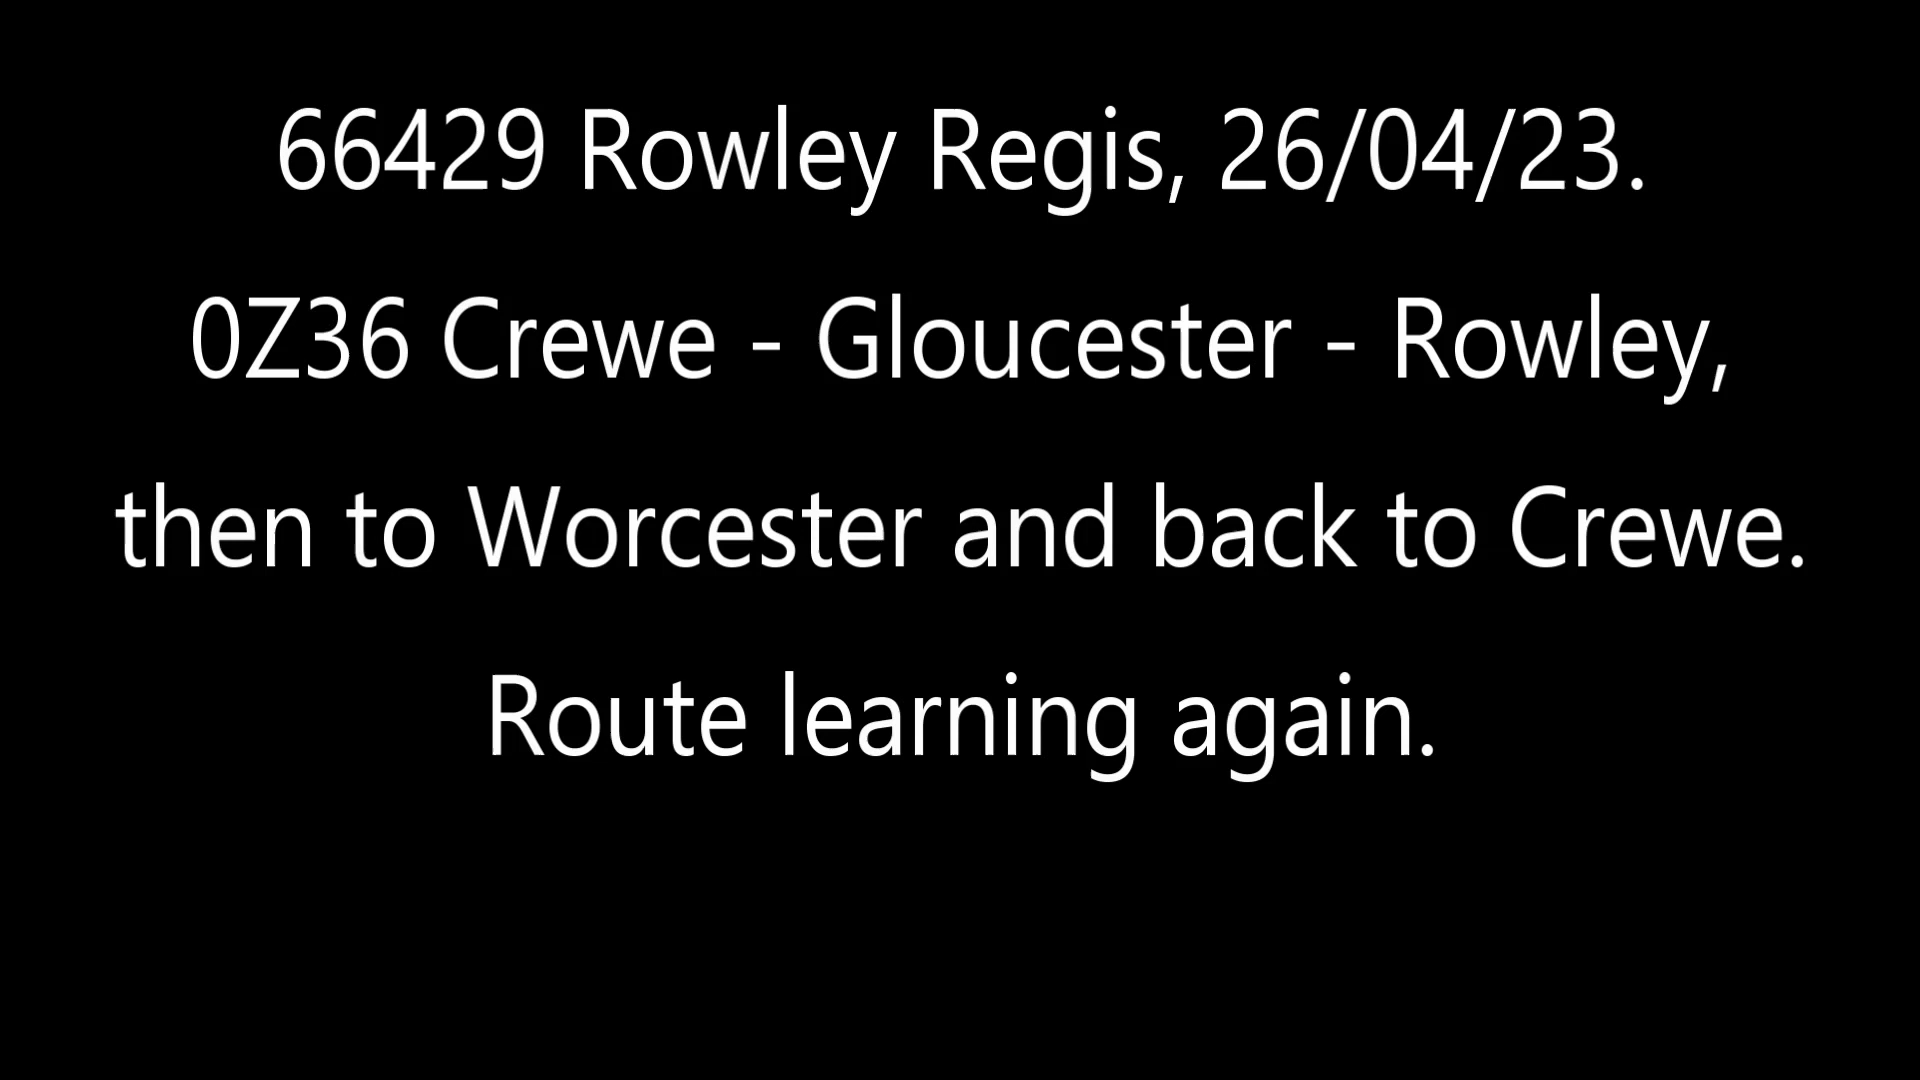 66429 Rowley Regis, 26/04/23.
0Z36 Crewe - Gloucester - Rowley,
then to Worcester and back to Crewe.
Route learning again.